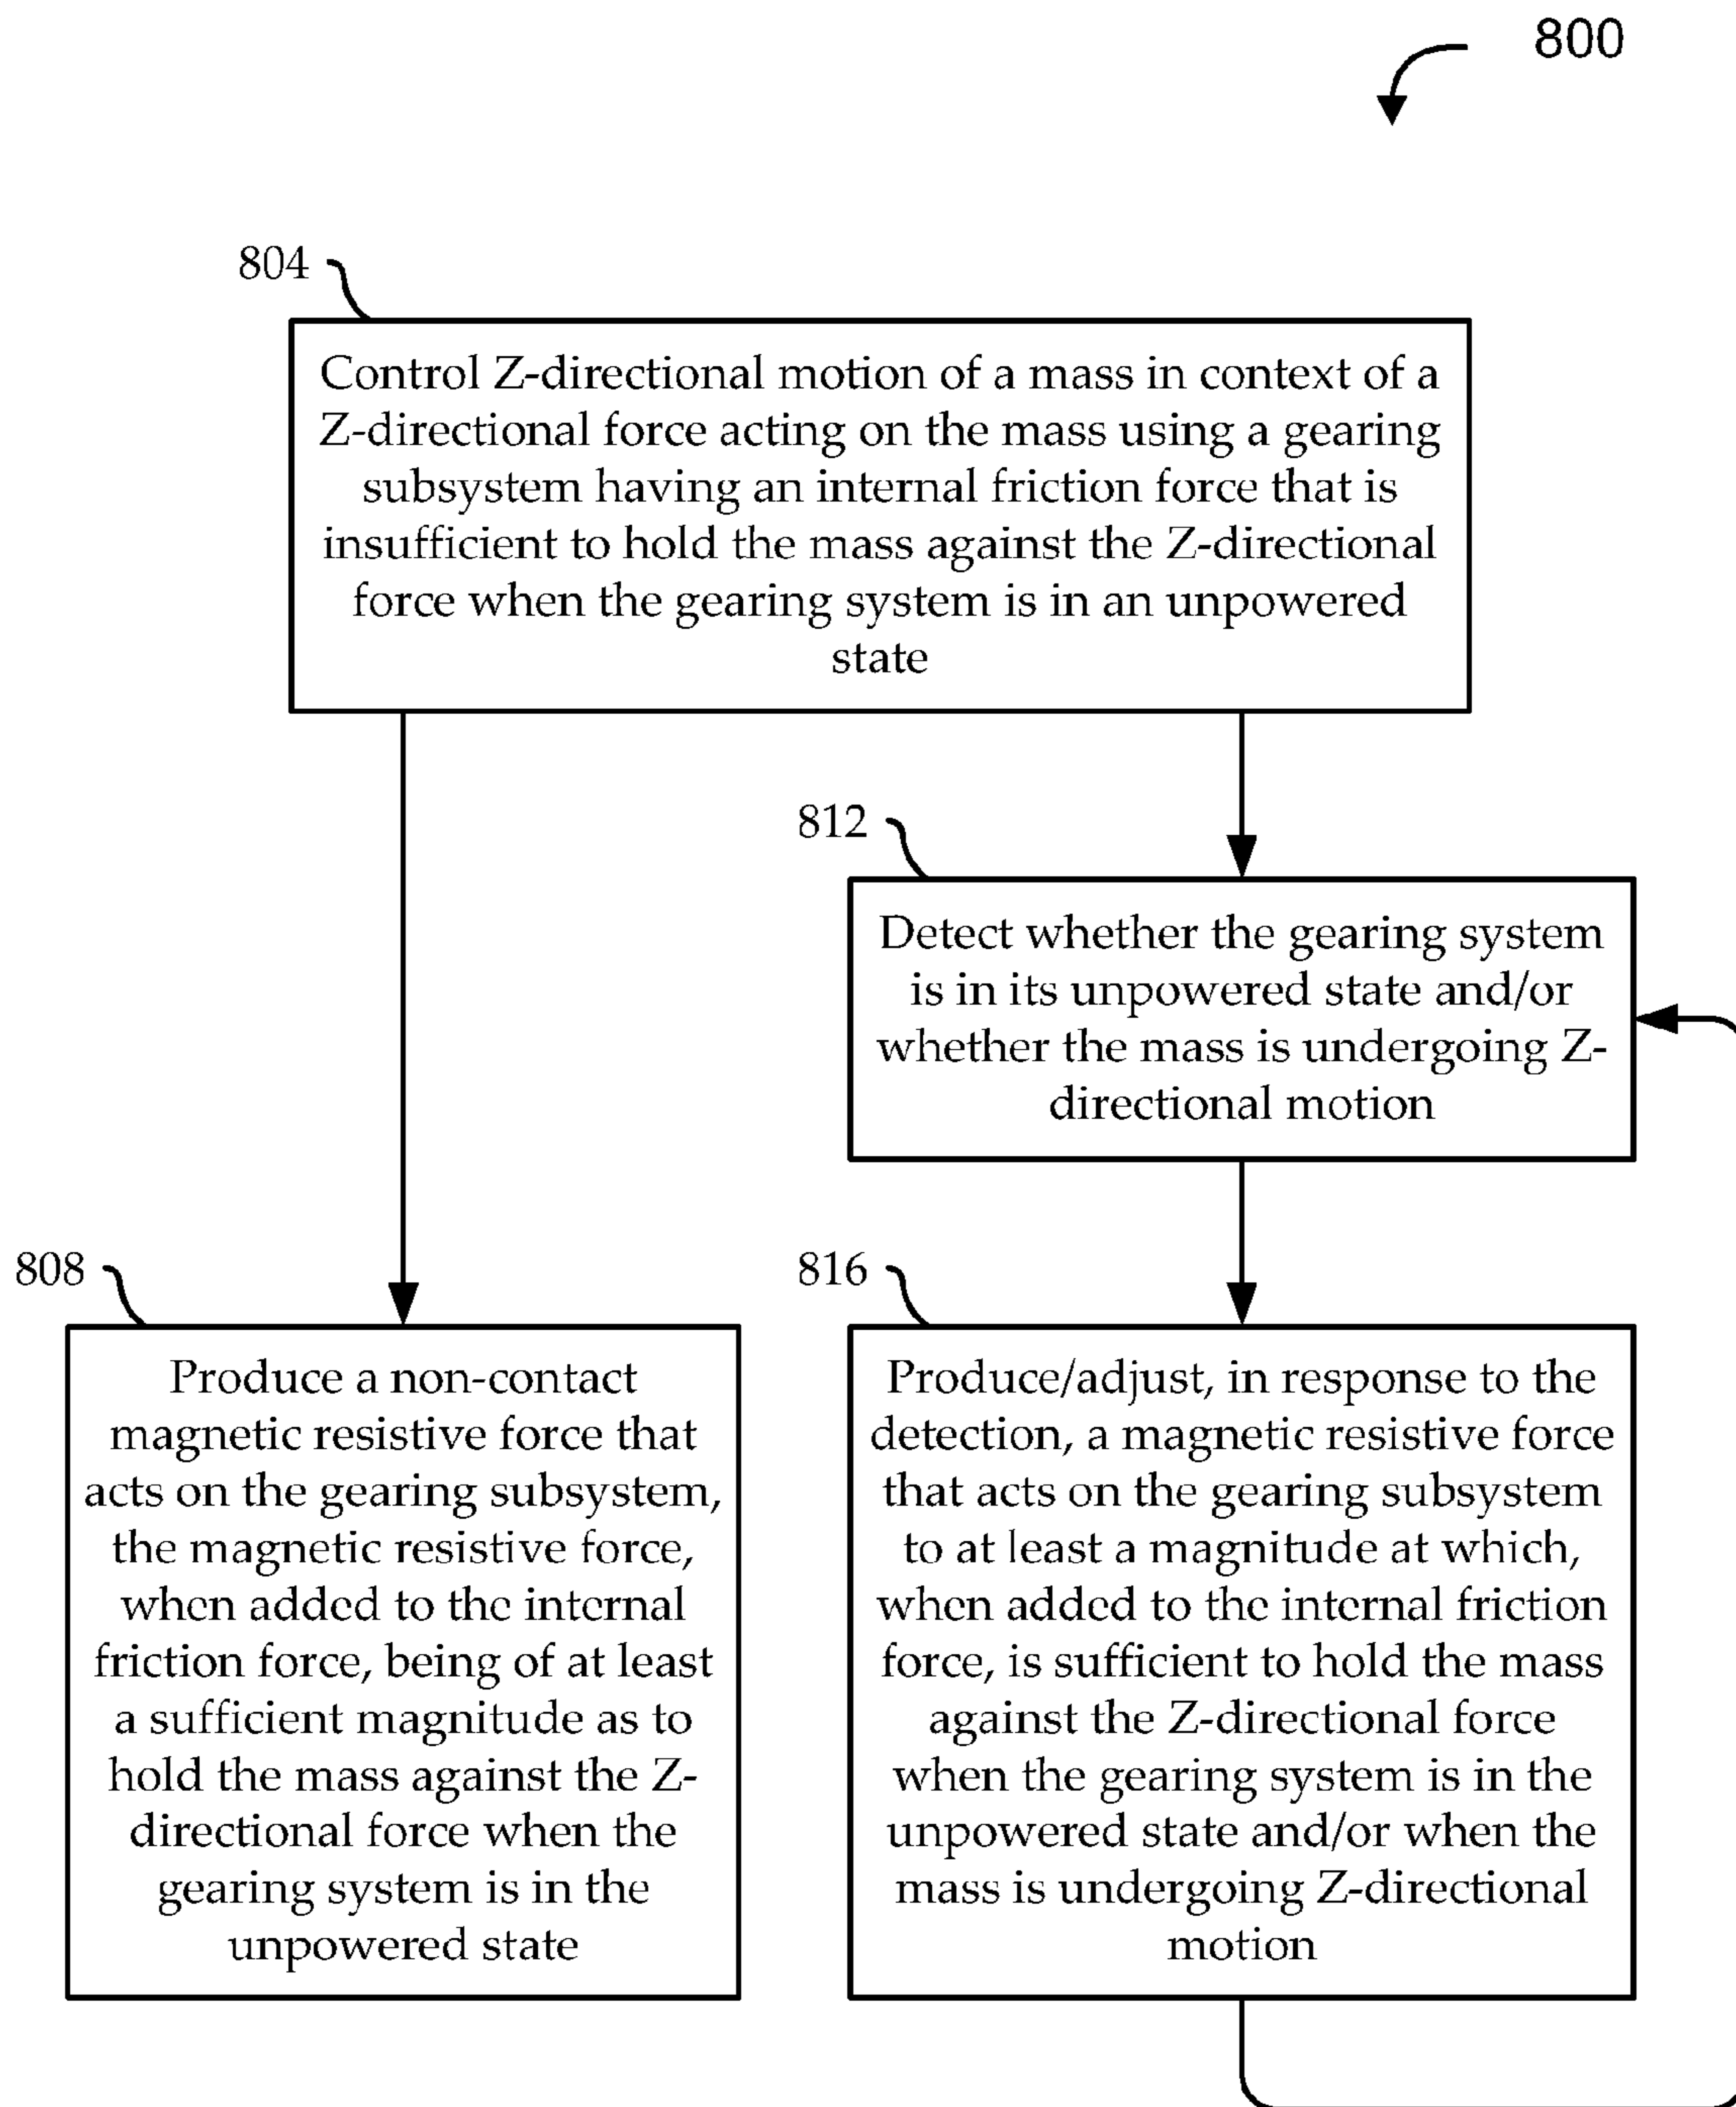 800
804
Control Z-directional motion of a mass in context of a
Z-directional force acting on the mass using a gearing
subsystem having an internal friction force that is
insufficient to hold the mass against the Z-directional
force when the gearing system is in an unpowered
state
812
Detect whether the gearing system
is in its unpowered state and/or
whether the mass is undergoing Z-
directional motion
808
Produce a non-contact
magnetic resistive force that
acts on the gearing subsystem,
the magnetic resistive force,
when added to the internal
friction force, being of at least
a sufficient magnitude as to
hold the mass against the Z-
directional force when the
gearing system is in the
unpowered state
816
Produce/adjust, in response to the
detection, a magnetic resistive force
that acts on the gearing subsystem
to at least a magnitude at which,
when added to the internal friction
force, is sufficient to hold the mass
against the Z-directional force
when the gearing system is in the
unpowered state and/or when the
mass is undergoing Z-directional
motion